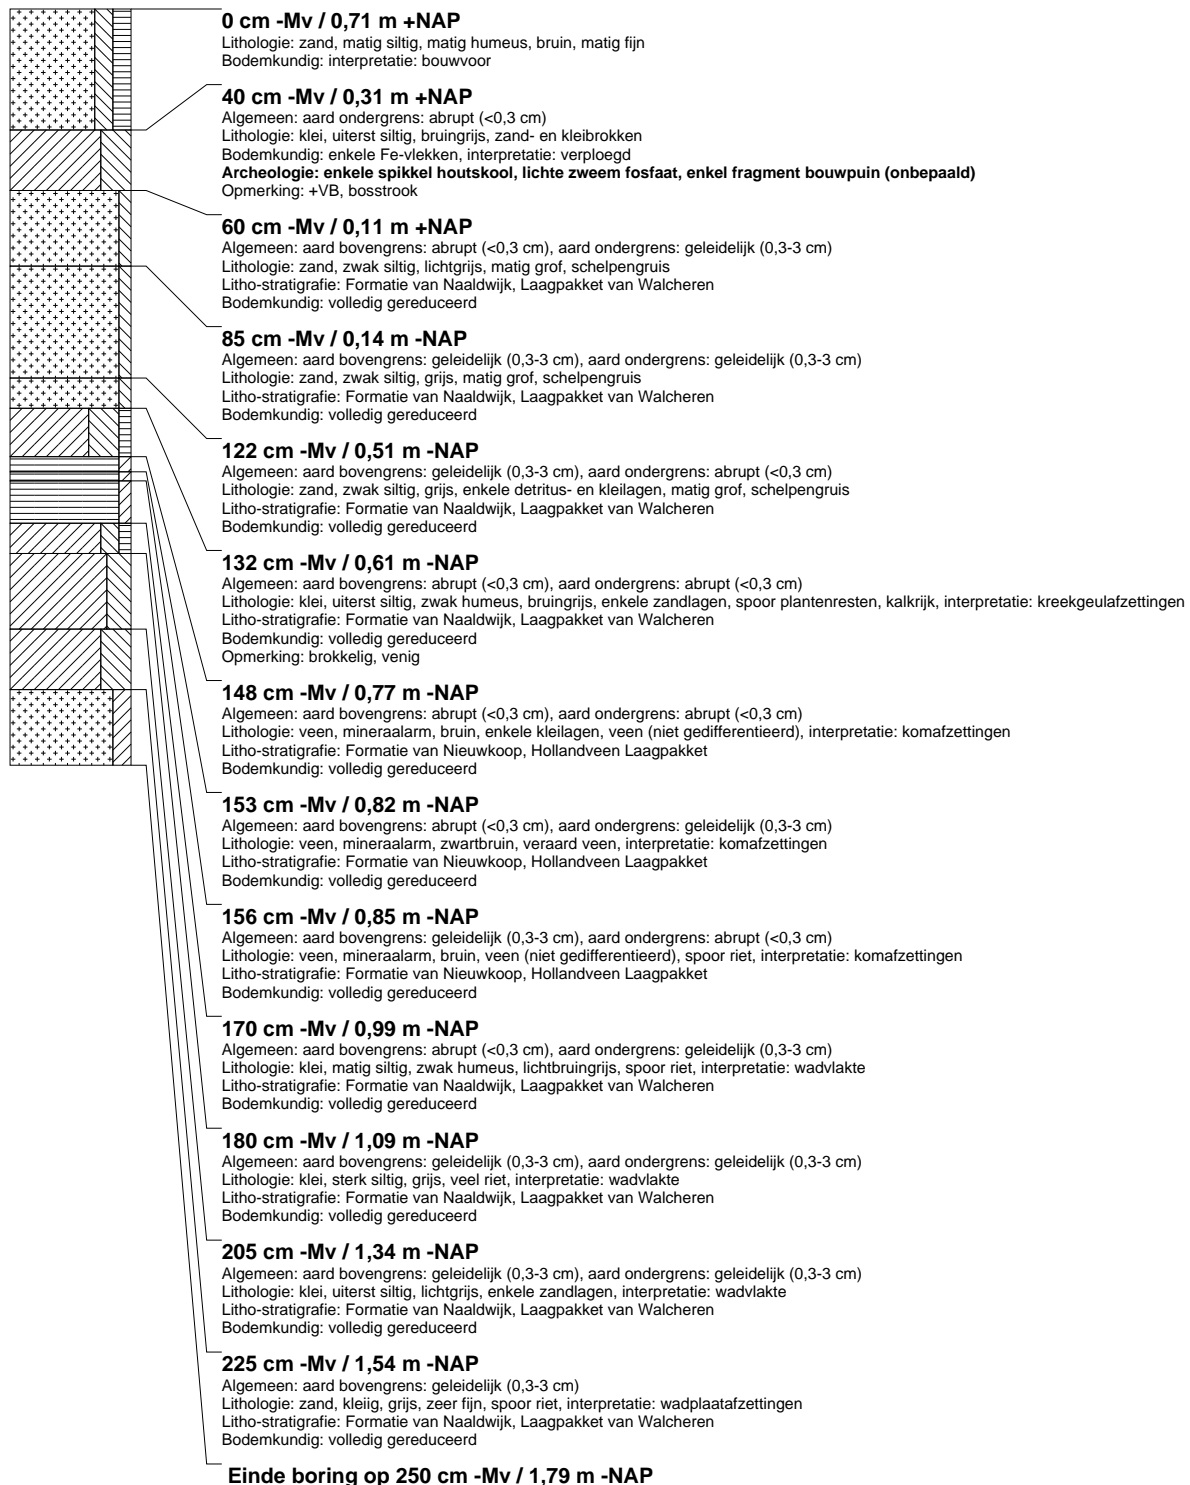 0 cm -Mv / 0,71 m +NAP
Lithologie: zand, matig siltig, matig humeus, bruin, matig fijn
Bodemkundig: interpretatie: bouwvoor
40 cm -Mv / 0,31 m +NAP
Algemeen: aard ondergrens: abrupt (<0,3 cm)
Lithologie: klei, uiterst siltig, bruingrijs, zand- en kleibrokken
Bodemkundig: enkele Fe-vlekken, interpretatie: verploegd
Archeologie: enkele spikkel houtskool, lichte zweem fosfaat, enkel fragment bouwpuin (onbepaald)
Opmerking: +VB, bosstrook
60 cm -Mv / 0,11 m +NAP
Algemeen: aard bovengrens: abrupt (<0,3 cm), aard ondergrens: geleidelijk (0,3-3 cm)
Lithologie: zand, zwak siltig, lichtgrijs, matig grof, schelpengruis
Litho-stratigrafie: Formatie van Naaldwijk, Laagpakket van Walcheren
Bodemkundig: volledig gereduceerd
85 cm -Mv / 0,14 m -NAP
Algemeen: aard bovengrens: geleidelijk (0,3-3 cm), aard ondergrens: geleidelijk (0,3-3 cm)
Lithologie: zand, zwak siltig, grijs, matig grof, schelpengruis
Litho-stratigrafie: Formatie van Naaldwijk, Laagpakket van Walcheren
Bodemkundig: volledig gereduceerd
122 cm -Mv / 0,51 m -NAP
Algemeen: aard bovengrens: geleidelijk (0,3-3 cm), aard ondergrens: abrupt (<0,3 cm)
Lithologie: zand, zwak siltig, grijs, enkele detritus- en kleilagen, matig grof, schelpengruis
Litho-stratigrafie: Formatie van Naaldwijk, Laagpakket van Walcheren
Bodemkundig: volledig gereduceerd
132 cm -Mv / 0,61 m -NAP
Algemeen: aard bovengrens: abrupt (<0,3 cm), aard ondergrens: abrupt (<0,3 cm)
Lithologie: klei, uiterst siltig, zwak humeus, bruingrijs, enkele zandlagen, spoor plantenresten, kalkrijk, interpretatie: kreekgeulafzettingen
Litho-stratigrafie: Formatie van Naaldwijk, Laagpakket van Walcheren
Bodemkundig: volledig gereduceerd
Opmerking: brokkelig, venig
148 cm -Mv / 0,77 m -NAP
Algemeen: aard bovengrens: abrupt (<0,3 cm), aard ondergrens: abrupt (<0,3 cm)
Lithologie: veen, mineraalarm, bruin, enkele kleilagen, veen (niet gedifferentieerd), interpretatie: komafzettingen
Litho-stratigrafie: Formatie van Nieuwkoop, Hollandveen Laagpakket
Bodemkundig: volledig gereduceerd
153 cm -Mv / 0,82 m -NAP
Algemeen: aard bovengrens: abrupt (<0,3 cm), aard ondergrens: geleidelijk (0,3-3 cm)
Lithologie: veen, mineraalarm, zwartbruin, veraard veen, interpretatie: komafzettingen
Litho-stratigrafie: Formatie van Nieuwkoop, Hollandveen Laagpakket
Bodemkundig: volledig gereduceerd
156 cm -Mv / 0,85 m -NAP
Algemeen: aard bovengrens: geleidelijk (0,3-3 cm), aard ondergrens: abrupt (<0,3 cm)
Lithologie: veen, mineraalarm, bruin, veen (niet gedifferentieerd), spoor riet, interpretatie: komafzettingen
Litho-stratigrafie: Formatie van Nieuwkoop, Hollandveen Laagpakket
Bodemkundig: volledig gereduceerd
170 cm -Mv / 0,99 m -NAP
Algemeen: aard bovengrens: abrupt (<0,3 cm), aard ondergrens: geleidelijk (0,3-3 cm)
Lithologie: klei, matig siltig, zwak humeus, lichtbruingrijs, spoor riet, interpretatie: wadvlakte
Litho-stratigrafie: Formatie van Naaldwijk, Laagpakket van Walcheren
Bodemkundig: volledig gereduceerd
180 cm -Mv / 1,09 m -NAP
Algemeen: aard bovengrens: geleidelijk (0,3-3 cm), aard ondergrens: geleidelijk (0,3-3 cm)
Lithologie: klei, sterk siltig, grijs, veel riet, interpretatie: wadvlakte
Litho-stratigrafie: Formatie van Naaldwijk, Laagpakket van Walcheren
Bodemkundig: volledig gereduceerd
205 cm -Mv / 1,34 m -NAP
Algemeen: aard bovengrens: geleidelijk (0,3-3 cm), aard ondergrens: geleidelijk (0,3-3 cm)
Lithologie: klei, uiterst siltig, lichtgrijs, enkele zandlagen, interpretatie: wadvlakte
Litho-stratigrafie: Formatie van Naaldwijk, Laagpakket van Walcheren
Bodemkundig: volledig gereduceerd
225 cm -Mv / 1,54 m -NAP
Algemeen: aard bovengrens: geleidelijk (0,3-3 cm)
Lithologie: zand, kleiig, grijs, zeer fijn, spoor riet, interpretatie: wadplaatafzettingen
Litho-stratigrafie: Formatie van Naaldwijk, Laagpakket van Walcheren
Bodemkundig: volledig gereduceerd
Einde boring op 250 cm -Mv / 1,79 m -NAP